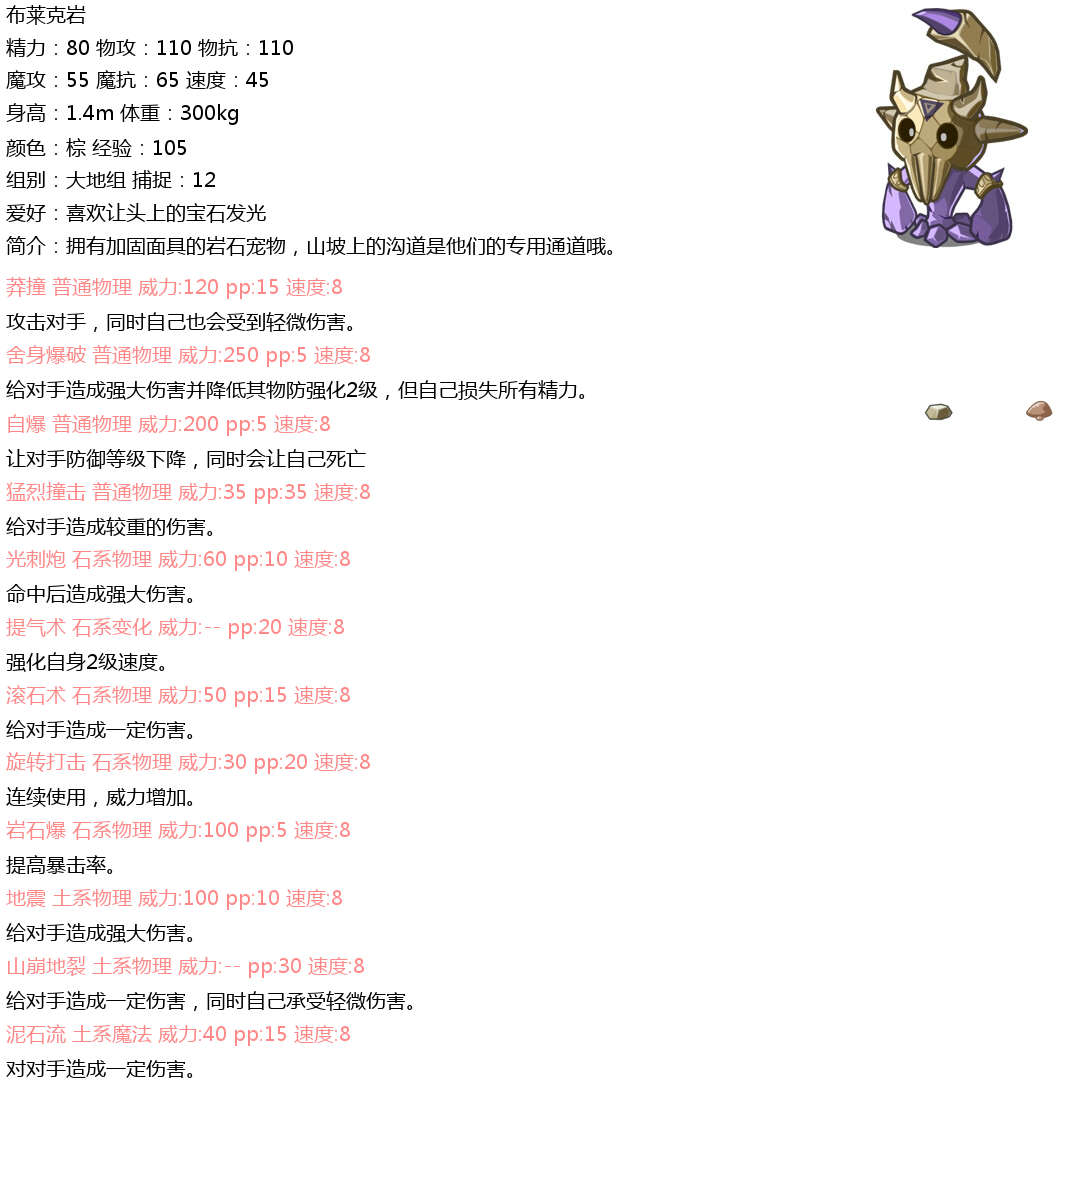 布莱克岩
精力：80 物攻：110 物抗：110
魔攻：55 魔抗：65 速度：45
身高：1.4m 体重：300kg
颜色：棕 经验：105
组别：大地组 捕捉：12
爱好：喜欢让头上的宝石发光
简介：拥有加固面具的岩石宠物，山坡上的沟道是他们的专用通道哦。
莽撞 普通物理 威力:120 pp:15 速度:8
攻击对手，同时自己也会受到轻微伤害。
舍身爆破 普通物理 威力:250 pp:5 速度:8
给对手造成强大伤害并降低其物防强化2级，但自己损失所有精力。
自爆 普通物理 威力:200 pp:5 速度:8
让对手防御等级下降，同时会让自己死亡
猛烈撞击 普通物理 威力:35 pp:35 速度:8
给对手造成较重的伤害。
光刺炮 石系物理 威力:60 pp:10 速度:8
命中后造成强大伤害。
提气术 石系变化 威力:-- pp:20 速度:8
强化自身2级速度。
滚石术 石系物理 威力:50 pp:15 速度:8
给对手造成一定伤害。
旋转打击 石系物理 威力:30 pp:20 速度:8
连续使用，威力增加。
岩石爆 石系物理 威力:100 pp:5 速度:8
提高暴击率。
地震 土系物理 威力:100 pp:10 速度:8
给对手造成强大伤害。
山崩地裂 土系物理 威力:-- pp:30 速度:8
给对手造成一定伤害，同时自己承受轻微伤害。
泥石流 土系魔法 威力:40 pp:15 速度:8
对对手造成一定伤害。